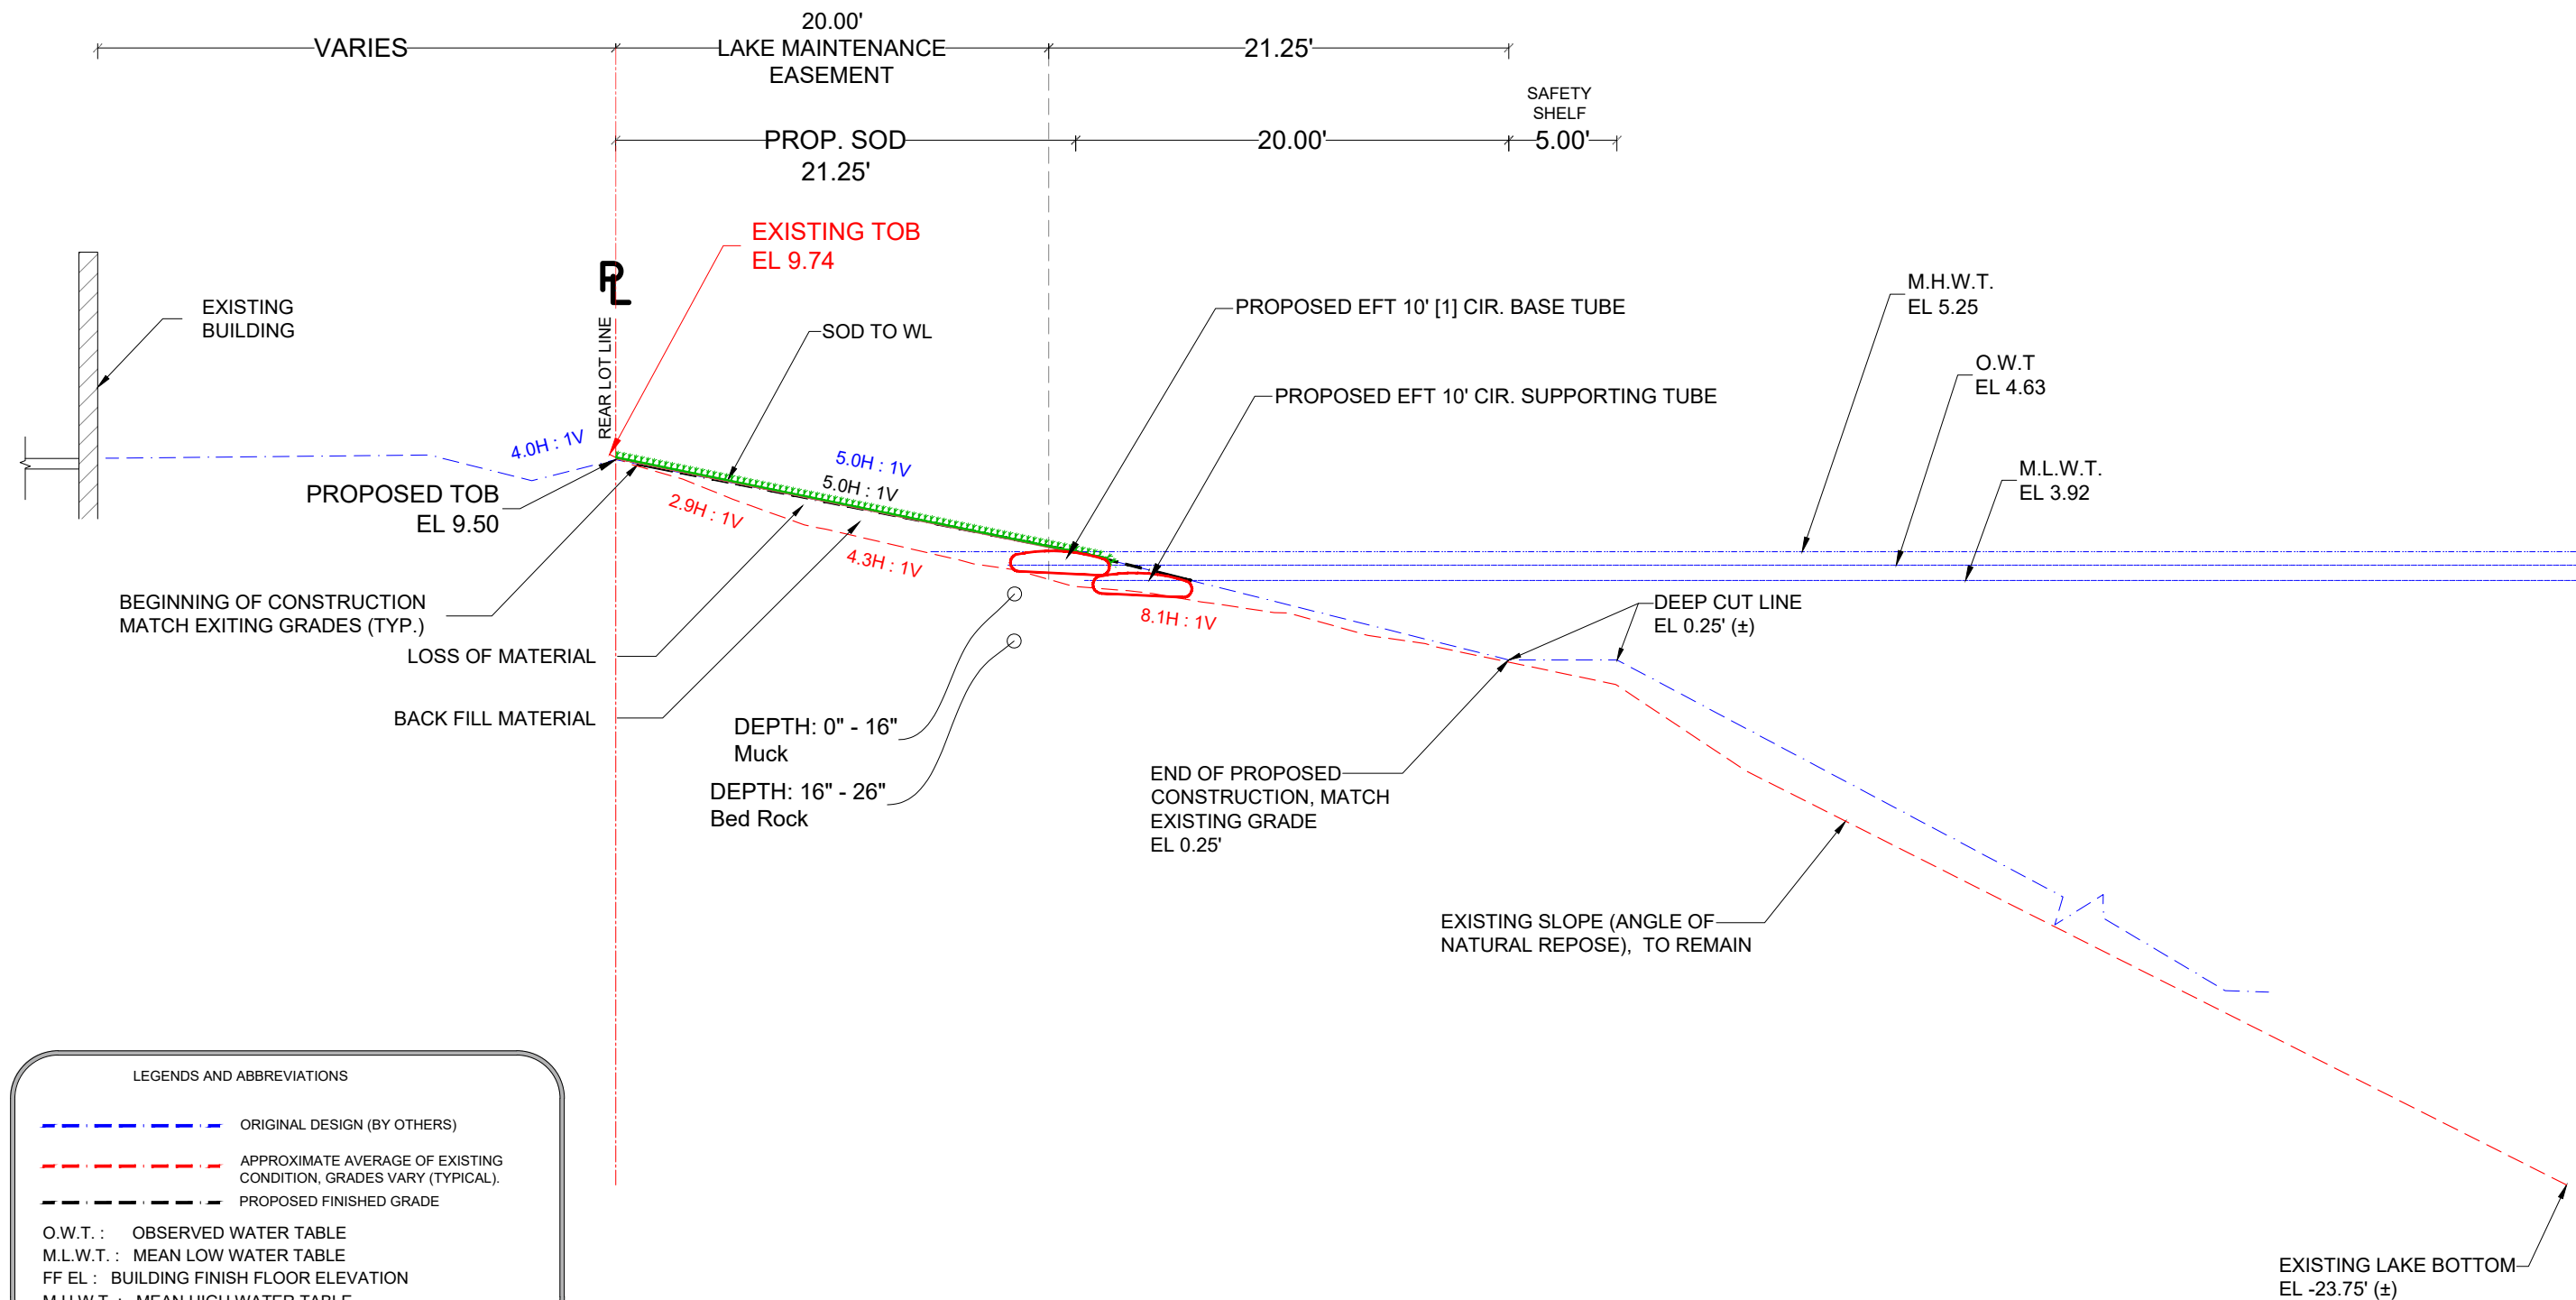 20.00'
VARIES
LAKE MAINTENANCE
21.25'
EASEMENT
SAFETY
SHELF
PROP. SOD
20.00'
5.00'
21.25'
EXISTING TOB
EL 9.74
PL
REAR LOT LINE
EXISTING
BUILDING
SOD TO WL
PROPOSED EFT 10' [1] CIR. BASE TUBE
PROPOSED EFT 10' CIR. SUPPORTING TUBE
M.H.W.T.
EL 5.25
O.W.T
EL 4.63
M.L.W.T.
EL 3.92
4.0H : 1V
5.0H : 1V
5.0H : 1V
2.9H : 1V
4.3H : 1V
8.1H : 1V
PROPOSED TOB
EL 9.50
BEGINNING OF CONSTRUCTION
MATCH EXITING GRADES (TYP.)
LOSS OF MATERIAL
BACK FILL MATERIAL
DEPTH: 0" - 16"
Muck
DEPTH: 16" - 26"
Bed Rock
DEEP CUT LINE
EL 0.25' (±)
END OF PROPOSED
CONSTRUCTION, MATCH
EXISTING GRADE
EL 0.25'
EXISTING SLOPE (ANGLE OF
NATURAL REPOSE), TO REMAIN
EXISTING LAKE BOTTOM
EL -23.75' (±)
LEGENDS AND ABBREVIATIONS
ORIGINAL DESIGN (BY OTHERS)
APPROXIMATE AVERAGE OF EXISTING
CONDITION, GRADES VARY (TYPICAL).
PROPOSED FINISHED GRADE
O.W.T. : OBSERVED WATER TABLE
M.L.W.T. : MEAN LOW WATER TABLE
FF EL : BUILDING FINISH FLOOR ELEVATION
M.H.W.T. : MEAN HIGH WATER TABLE